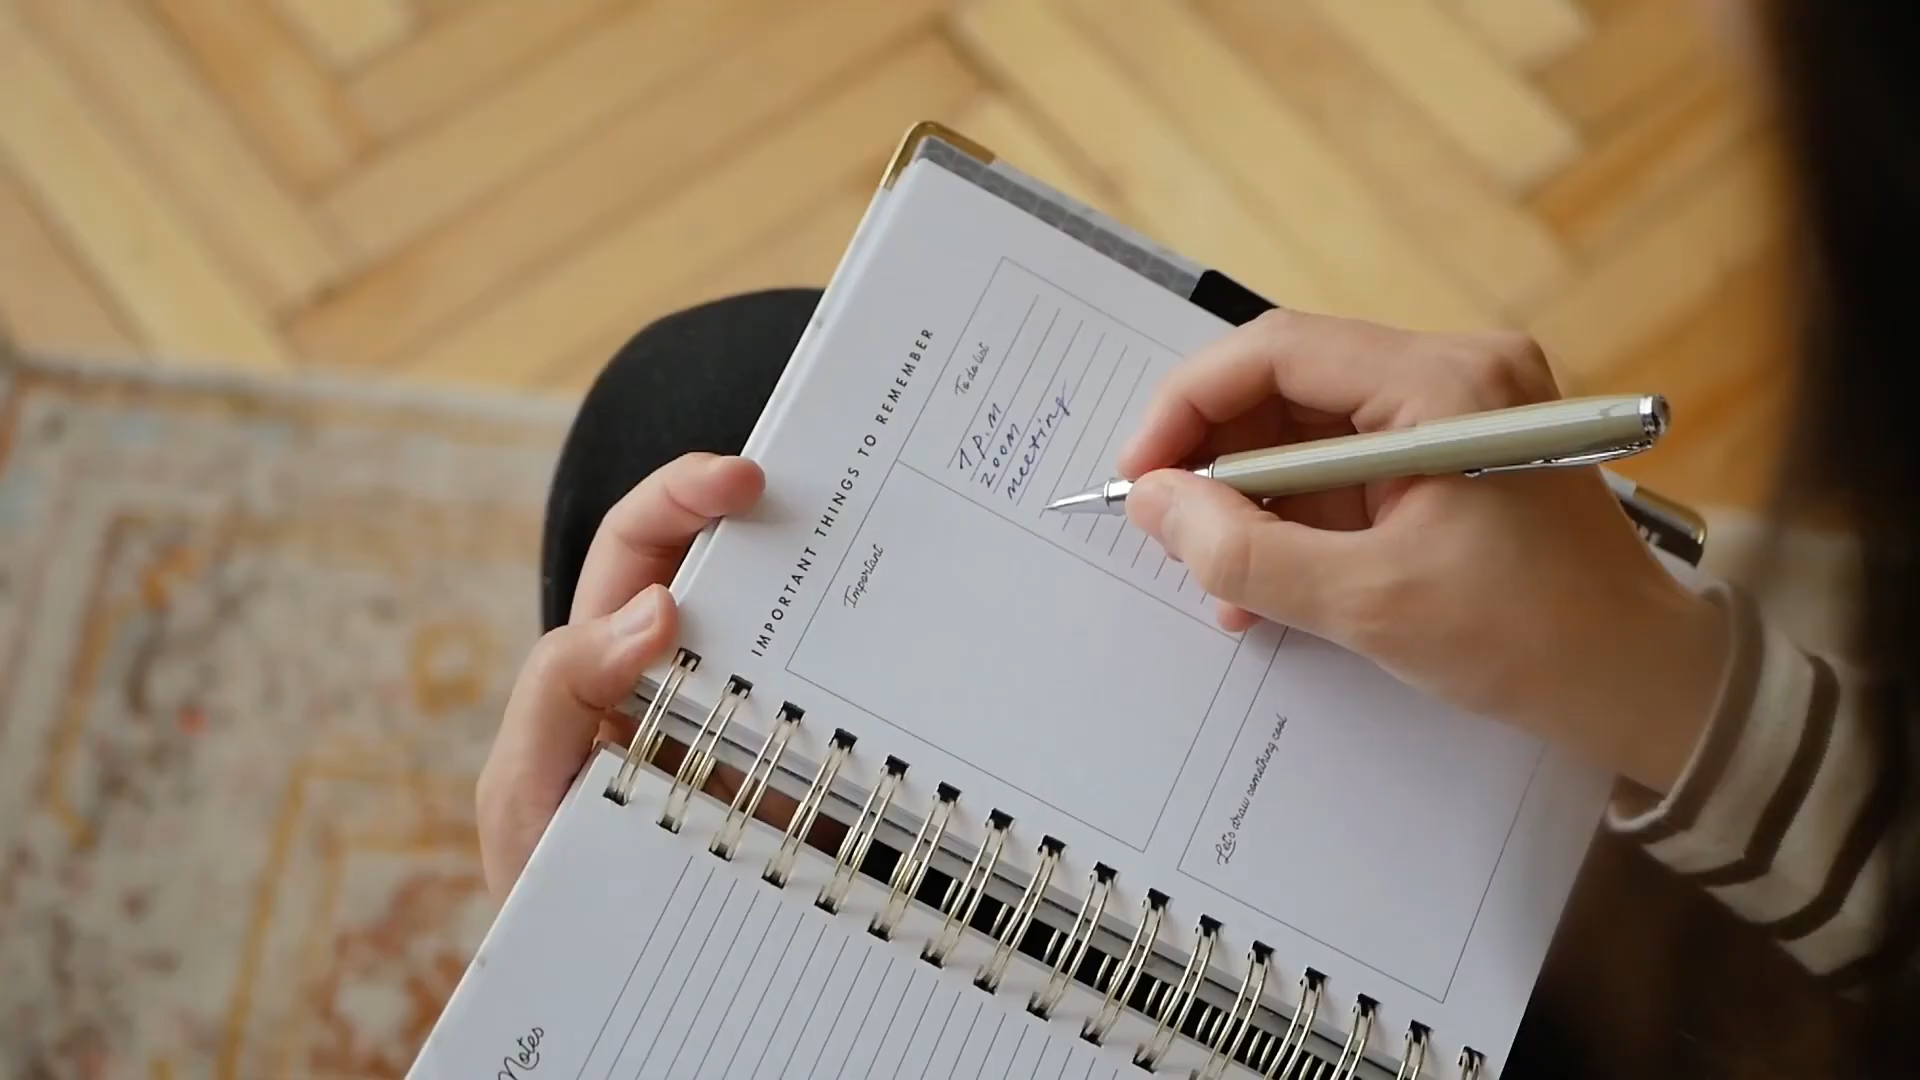 IMPORTANT THINGS TO REMEMBER
To do list
1 P.M
ZOOM
meeting
Important
Let's draw something cool
Notes